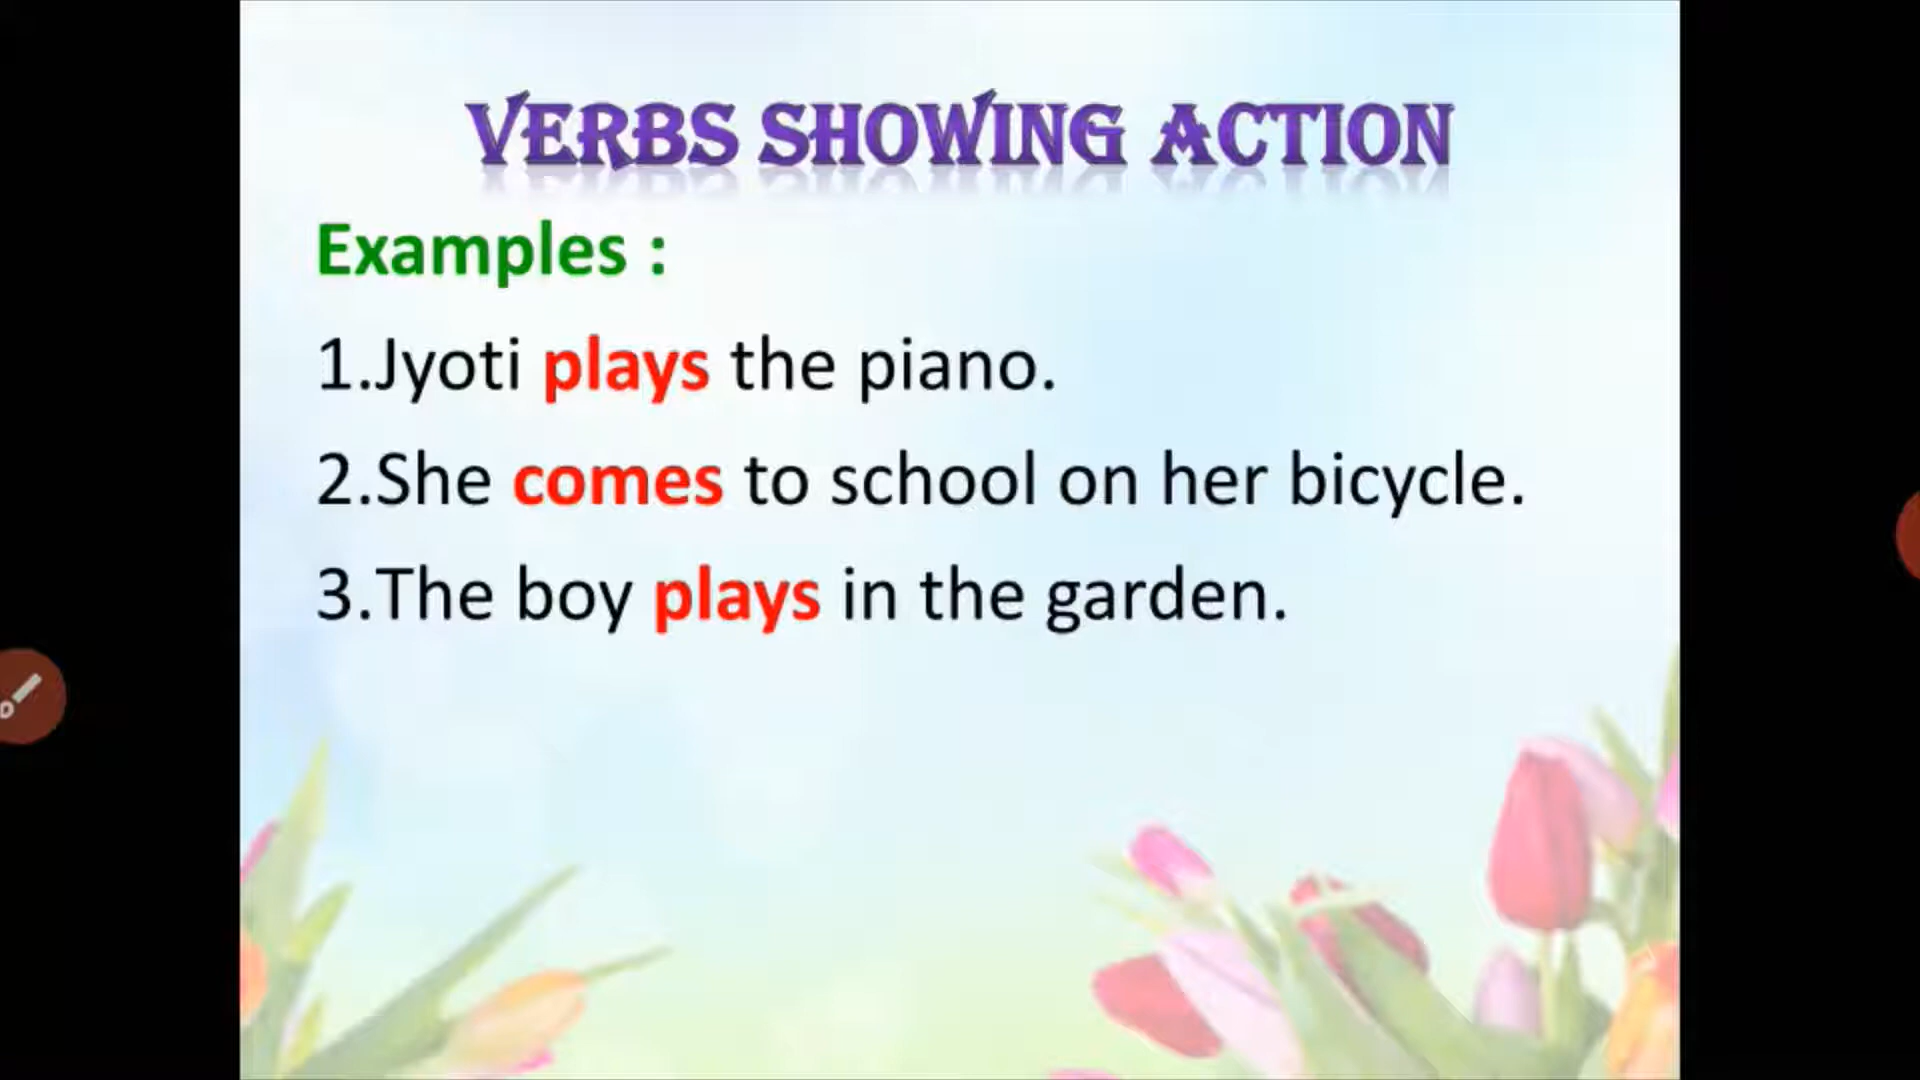 VERBS SHOWING ACTION
Examples :
1.Jyoti plays the piano.
2.She comes to school on her bicycle.
3.The boy plays in the garden.